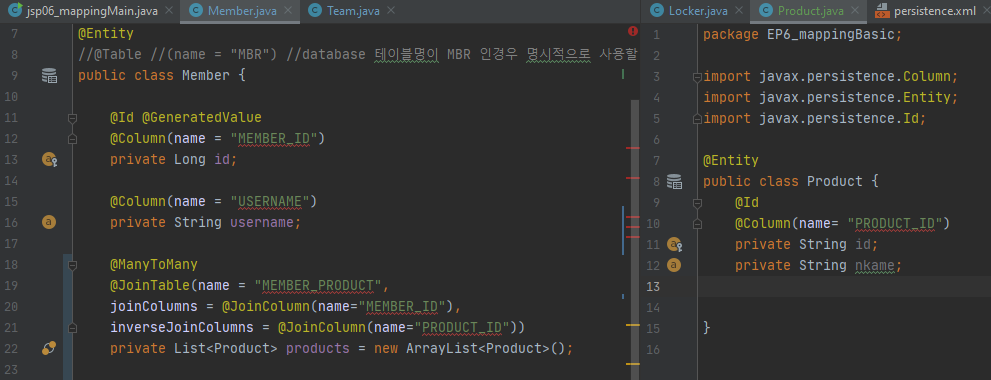 jsp06_mappingMain.java Member.java Team.java
7 @Entity
8 //@Table //(name = "MBR") //database 테이블명이 MBR 인경우 명시적으로 사용할
9 public class Member {
10
11 @Id @GeneratedValue
12 @Column(name = "MEMBER_ID")
13 private Long id;
14
15 @Column(name = "USERNAME")
16 private String username;
17
18 @ManyToMany
19 @JoinTable(name = "MEMBER_PRODUCT",
20 joinColumns = @JoinColumn(name="MEMBER_ID"),
21 inverseJoinColumns = @JoinColumn(name="PRODUCT_ID"))
22 private List<Product> products = new ArrayList<Product>();
23
Locker.java Product.java persistence.xml
1 package EP6_mappingBasic;
2
3 import javax.persistence.Column;
4 import javax.persistence.Entity;
5 import javax.persistence.Id;
6
7 @Entity
8 public class Product {
9 @Id
10 @Column(name= "PRODUCT_ID")
11 private String id;
12 private String nkame;
13
14
15 }
16